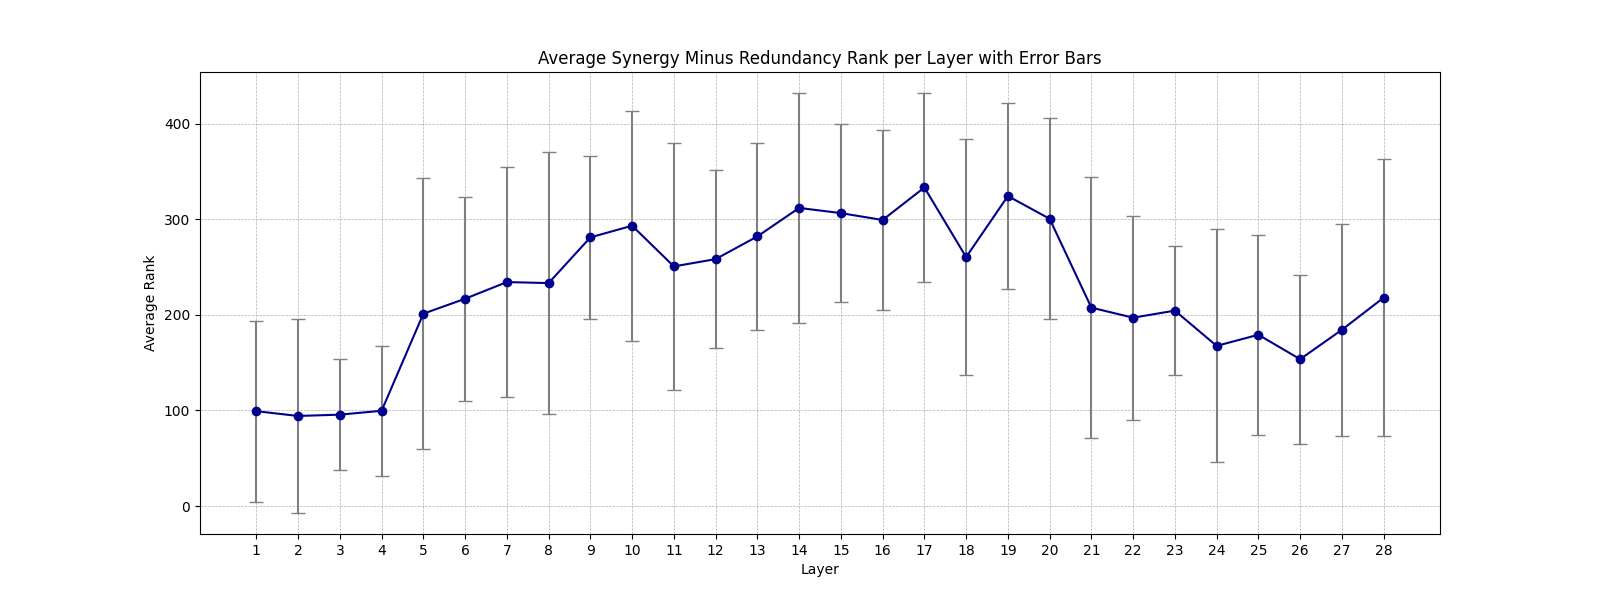 Average Synergy Minus Redundancy Rank per Layer with Error Bars
400
300
200
100
0
Average Rank
1 2 3 4 5 6 7 8 9 10 11 12 13 14 15 16 17 18 19 20 21 22 23 24 25 26 27 28
Layer